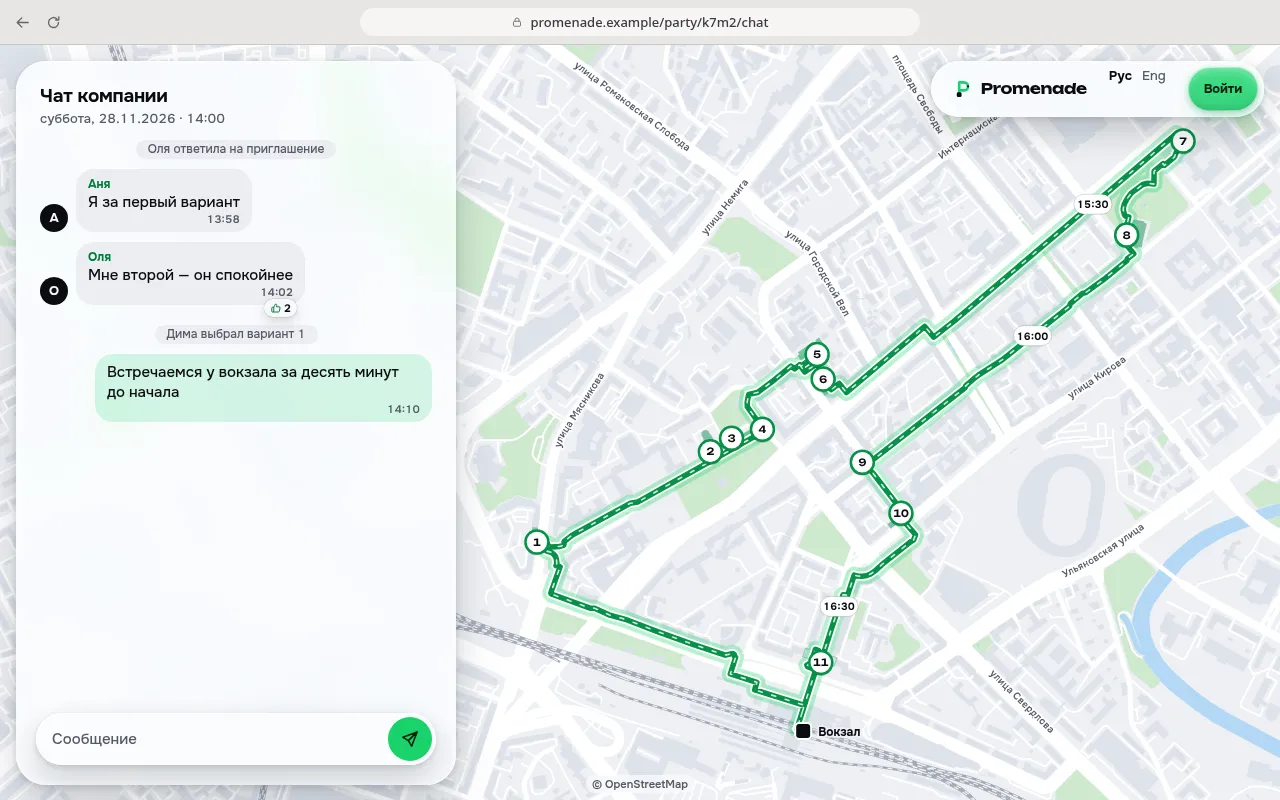 promenade.example/party/k7m2/chat
Чат компании
суббота, 28.11.2026 · 14:00
Оля ответила на приглашение
Аня
Я за первый вариант
13:58
А
Оля
Мне второй — он спокойнее
14:02
О
2
Дима выбрал вариант 1
Встречаемся у вокзала за десять минут
до начала
14:10
Сообщение
Promenade
Рус Eng
Войти
улица Романовская Слобода
площадь Свободы
Интернациона
улица Немига
улица Городской Вал
улица Мясникова
улица Кирова
Ульяновская улица
улица Свердлова
7
15:30
8
16:00
5
6
4
3
2
9
10
1
16:30
11
Вокзал
© OpenStreetMap